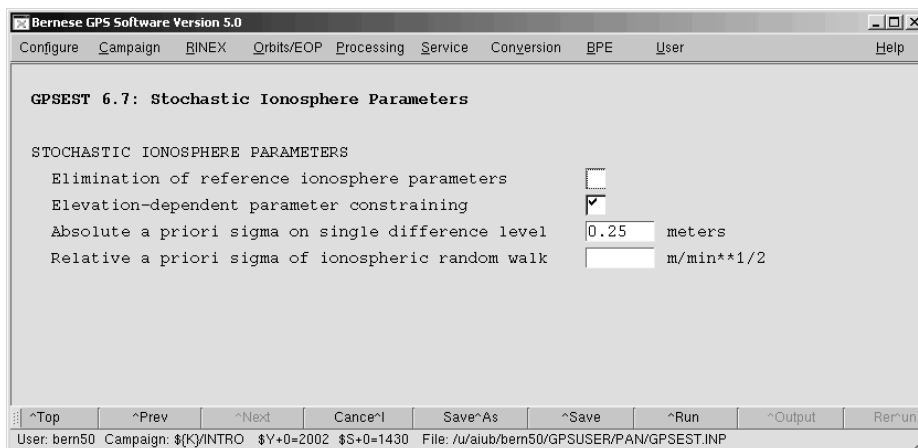 Bernese GPS Software Version 5.0
Configure Campaign RINEX Orbits/EOP Processing Service Conversion BPE User Help
GPSEST 6.7: Stochastic Ionosphere Parameters
STOCHASTIC IONOSPHERE PARAMETERS
Elimination of reference ionosphere parameters
Elevation-dependent parameter constraining
Absolute a priori sigma on single difference level 0.25 meters
Relative a priori sigma of ionospheric random walk m/min**1/2
^Top ^Prev ^Next Cance^l Save^As ^Save ^Run ^Output Rer^un
User: bern50 Campaign: ${K}/INTRO $Y+0=2002 $S+0=1430 File: /u/aiub/bern50/GPSUSER/PAN/GPSEST.INP